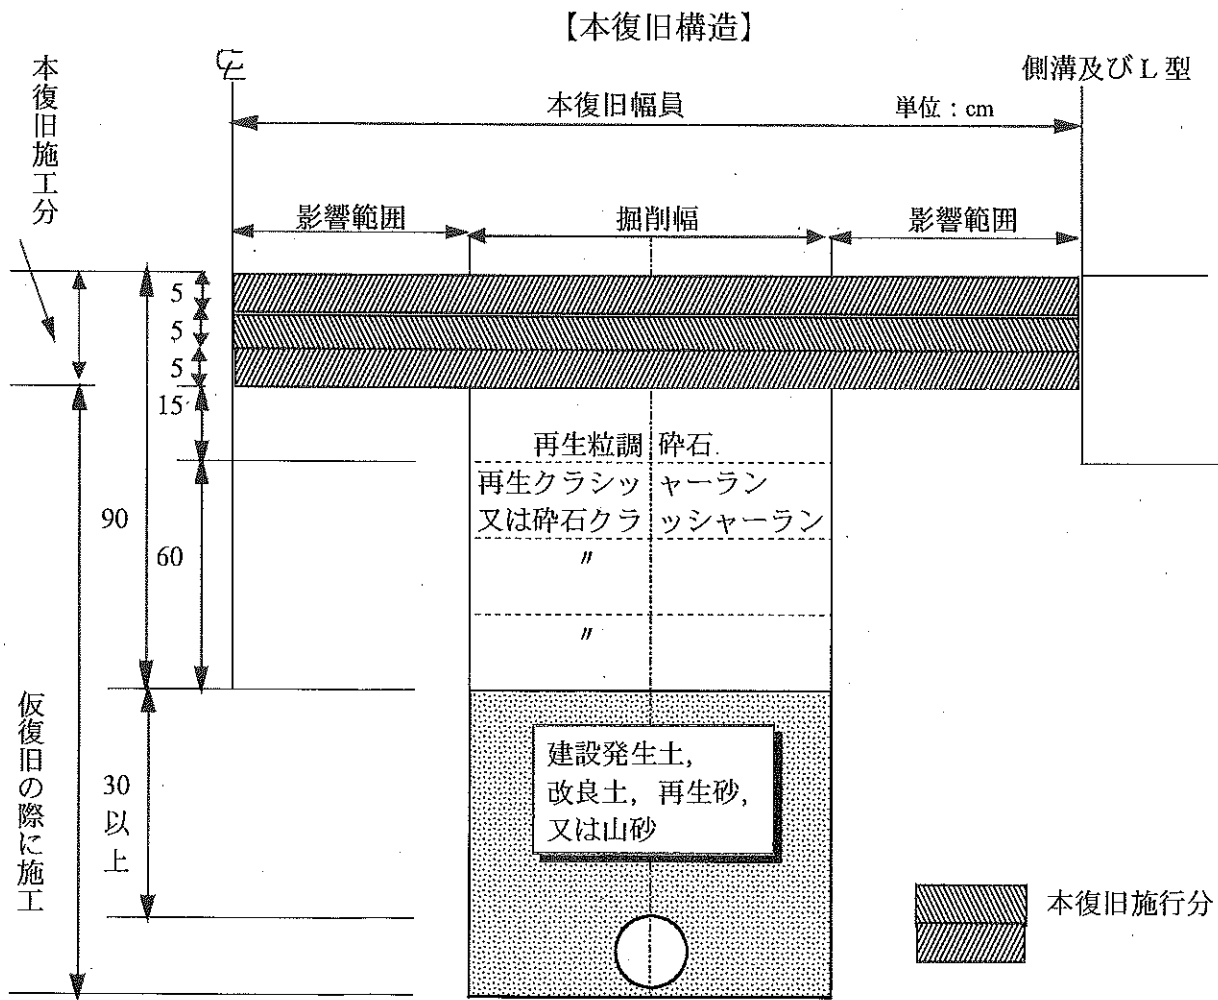 【本復旧構造】
側溝及びL型
本復旧幅員
単位：cm
本復旧施工分
影響範囲
掘削幅
影響範囲
5
5
5
15
90
60
再生粒調砕石
再生クラシッャーラン
又は砕石クラッシャーラン
〃
〃
仮復旧の際に施工
30
以
上
建設発生土,
改良土，再生砂,
又は山砂
本復旧施行分